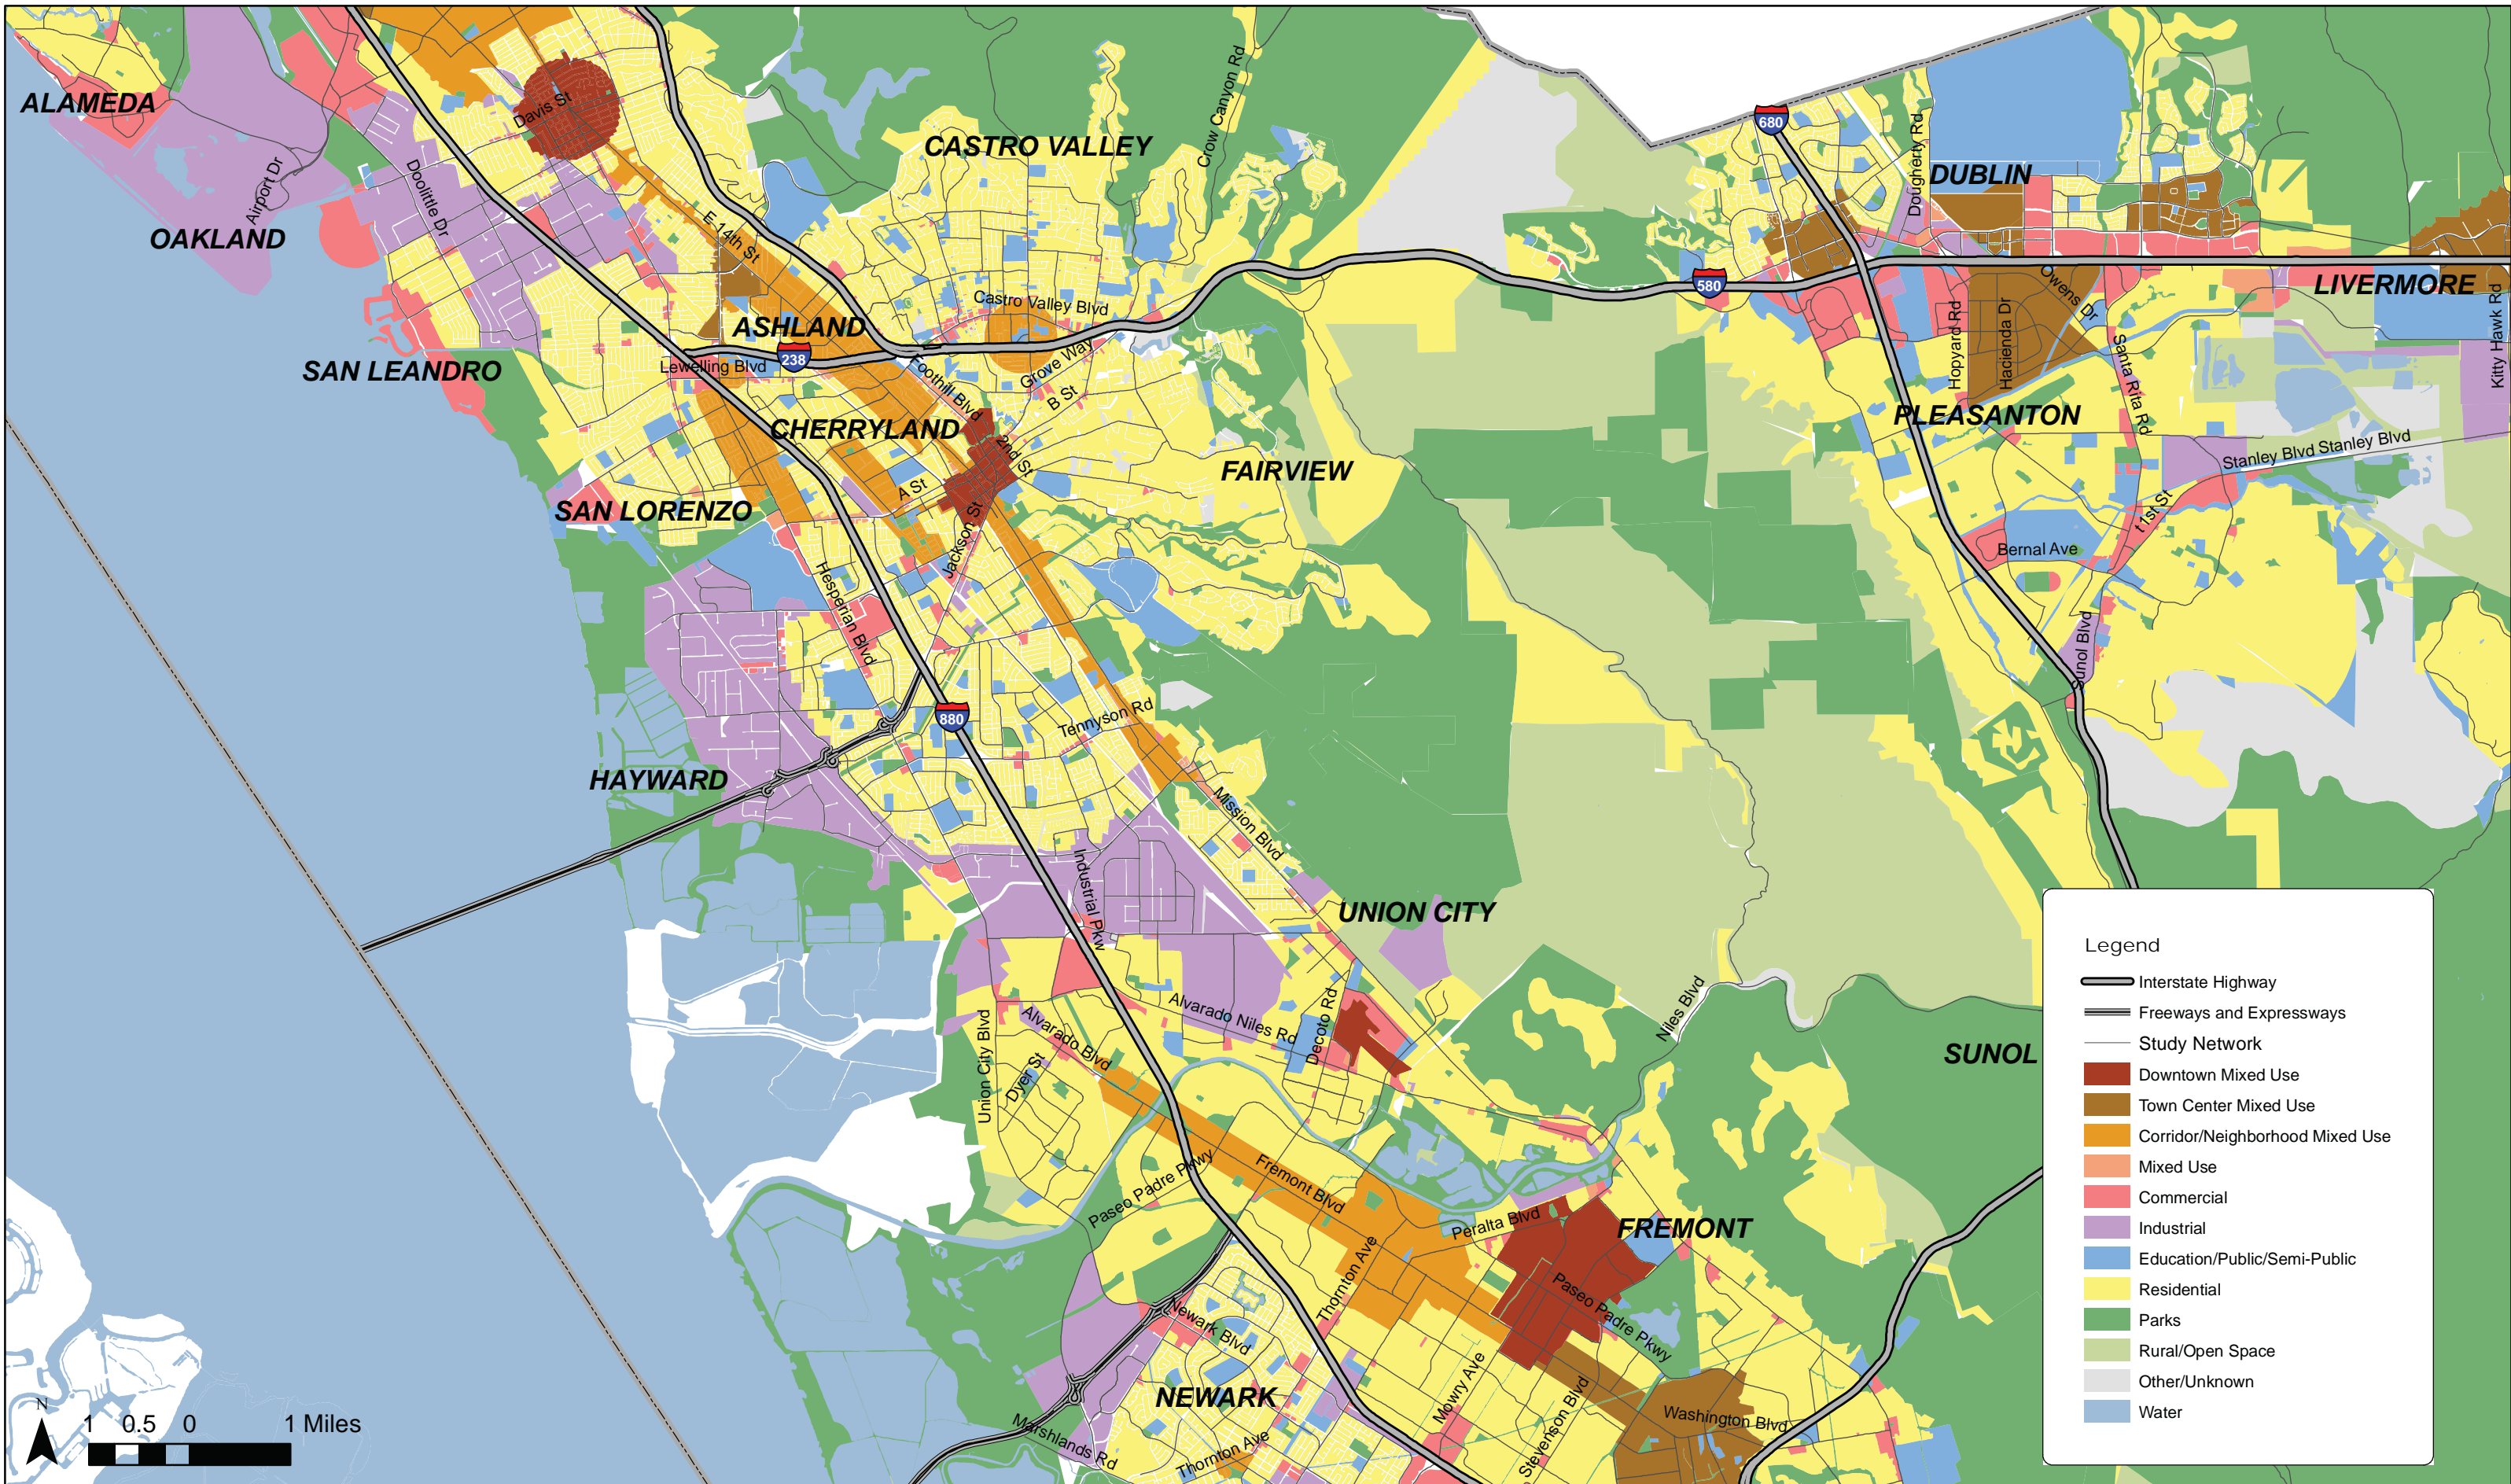 ALAMEDA
Davis St
Crow Canyon Rd
680
CASTRO VALLEY
Dougherty Rd
DUBLIN
Airport Dr
Doolittle Dr
OAKLAND
E 14th St
580
Owens Dr
LIVERMORE
Kitty Hawk Rd
Castro Valley Blvd
ASHLAND
238
Lewelling Blvd
SAN LEANDRO
Foothill Blvd
Grove Way
B St
Hopyard Rd
Hacienda Dr
Santa Rita Rd
CHERRYLAND
PLEASANTON
2nd St
FAIRVIEW
Stanley Blvd Stanley Blvd
A St
SAN LORENZO
Jackson St
t1st St
Bernal Ave
Hesperian Blvd
Sunol Blvd
880
Tennyson Rd
HAYWARD
Mission Blvd
Industrial Pkw
UNION CITY
Alvarado Niles Rd
Decoto Rd
Niles Blvd
Union City Blvd
Alvarado Blvd
Dyer St
SUNOL
Paseo Padre Pkwy
Fremont Blvd
Peralta Blvd
FREMONT
Thornton Ave
Paseo Padre Pkwy
Newark Blvd
NEWARK
Mowry Ave
Stevenson Blvd
Washington Blvd
Marshlands Rd
Thornton Ave
N
1 0.5 0 1 Miles
Legend
Interstate Highway
Freeways and Expressways
Study Network
Downtown Mixed Use
Town Center Mixed Use
Corridor/Neighborhood Mixed Use
Mixed Use
Commercial
Industrial
Education/Public/Semi-Public
Residential
Parks
Rural/Open Space
Other/Unknown
Water